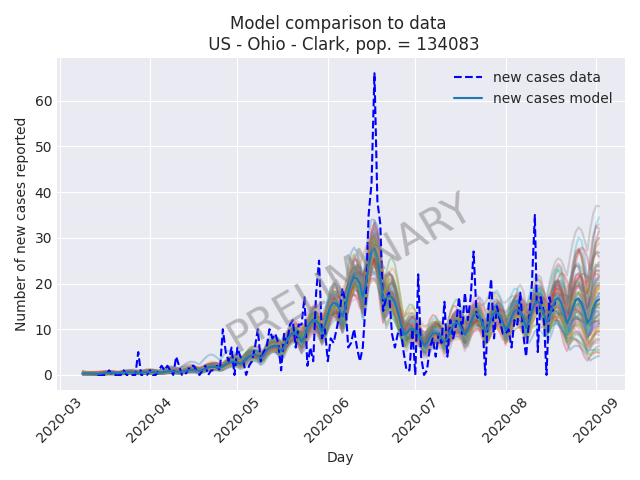 Model comparison to data
US - Ohio - Clark, pop. = 134083
new cases data
new cases model
PRELIMINARY
Number of new cases reported
60
50
40
30
20
10
0
2020-03
2020-04
2020-05
2020-06
2020-07
2020-08
2020-09
Day